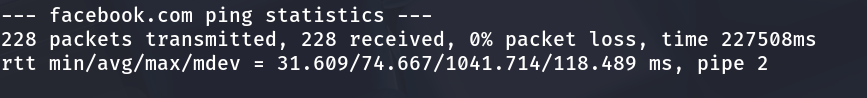 --- facebook.com ping statistics ---
228 packets transmitted, 228 received, 0% packet loss, time 227508ms
rtt min/avg/max/mdev = 31.609/74.667/1041.714/118.489 ms, pipe 2